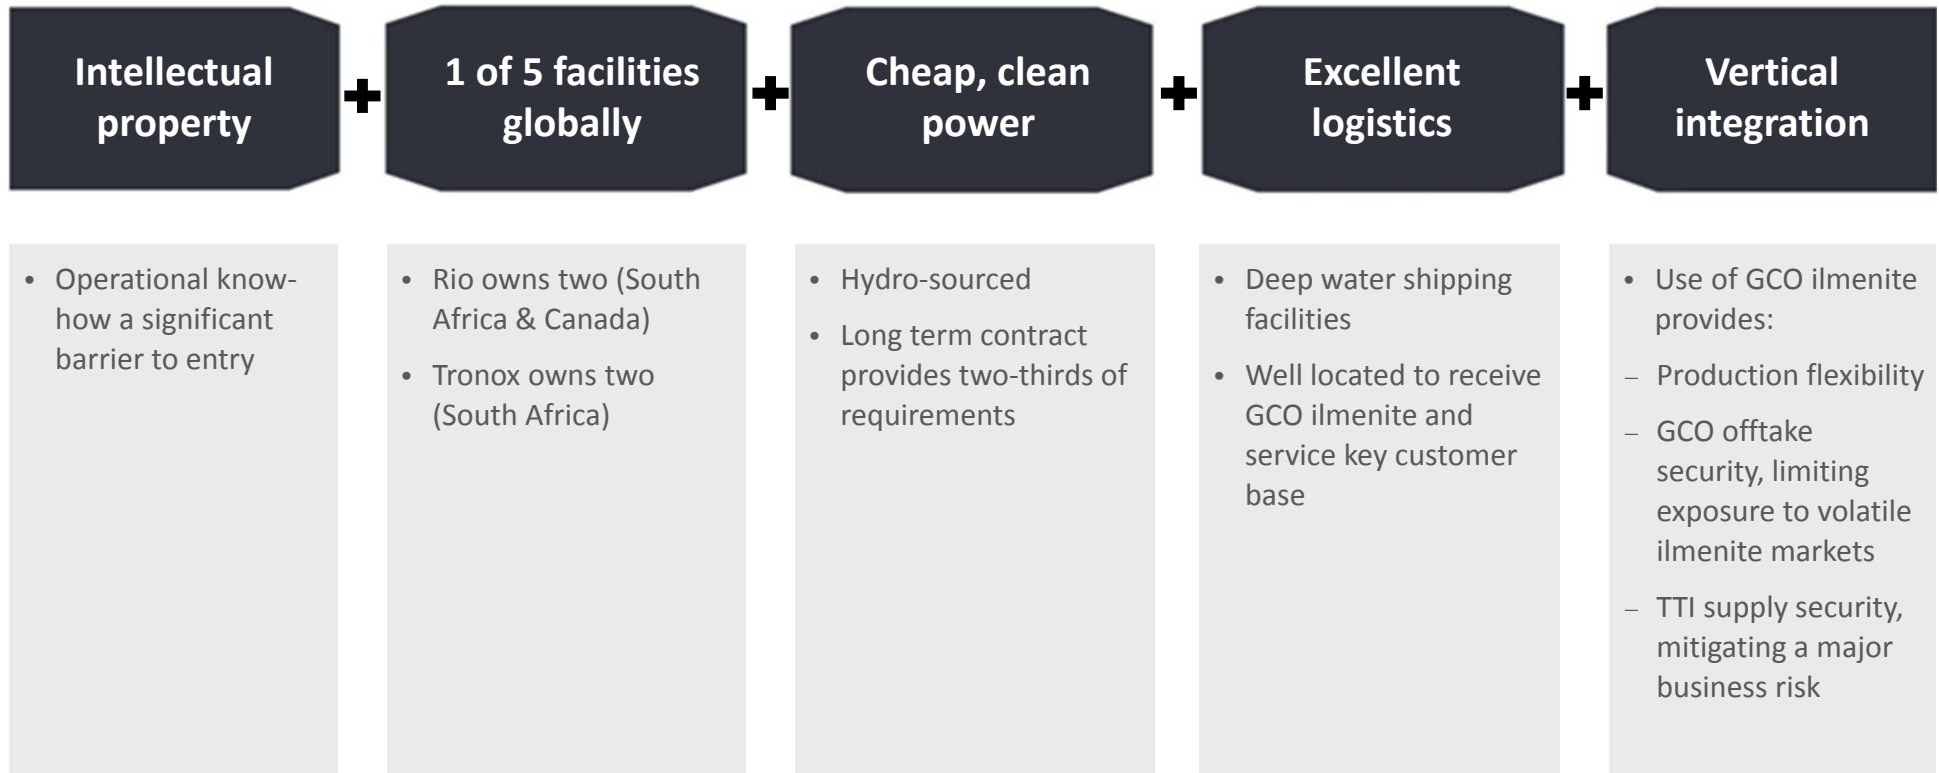 Intellectual
property
1 of 5 facilities
globally
Cheap, clean
power
Excellent
logistics
Vertical
integration
• Operational know-
how a significant
barrier to entry
• Rio owns two (South
Africa & Canada)
• Tronox owns two
(South Africa)
• Hydro-sourced
• Long term contract
provides two-thirds of
requirements
• Deep water shipping
facilities
• Well located to receive
GCO ilmenite and
service key customer
base
• Use of GCO ilmenite
provides:
– Production flexibility
– GCO offtake
security, limiting
exposure to volatile
ilmenite markets
– TTI supply security,
mitigating a major
business risk